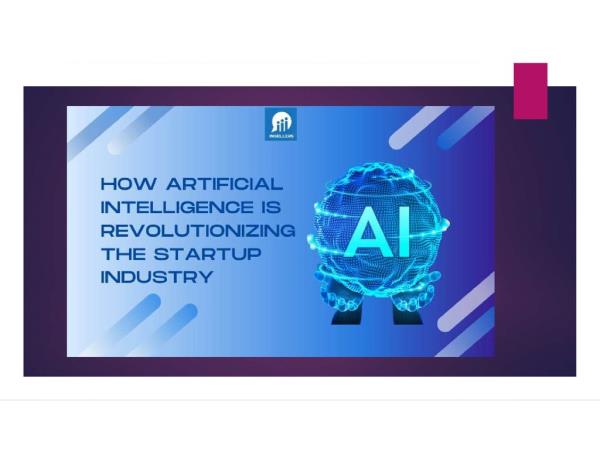 HOW ARTIFICIAL
INTELLIGENCE IS
REVOLUTIONIZING
THE STARTUP
INDUSTRY
AI